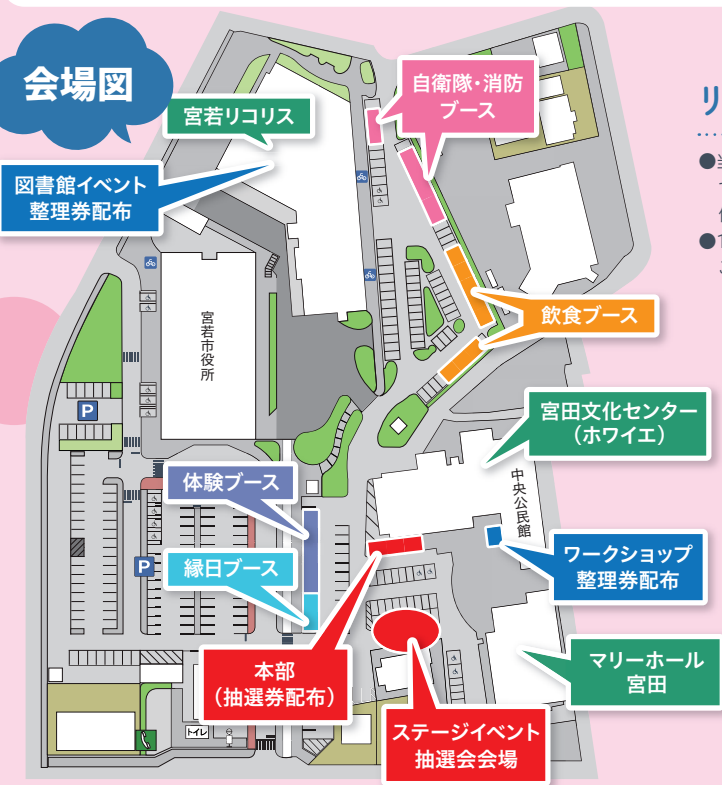 会場図
宮若リコリス
自衛隊・消防
ブース
図書館イベント
整理券配布
リ
●
●
宮若市役所
飲食ブース
P
宮田文化センター
(ホワイエ)
中央公民館
体験ブース
縁日ブース
P
ワークショップ
整理券配布
本部
(抽選券配布)
マリーホール
宮田
ステージイベント
抽選会会場
トイレ